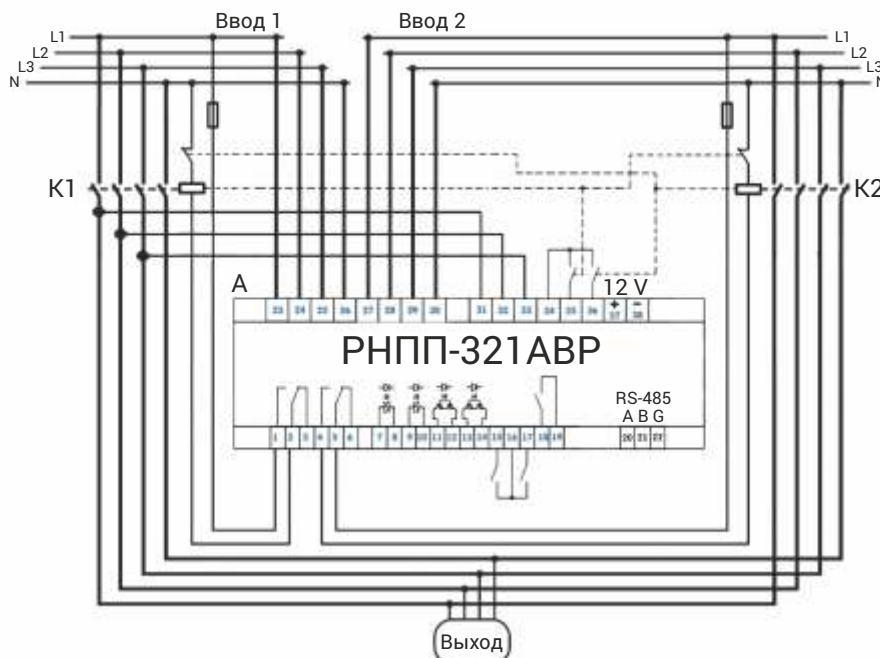 Ввод 1
Ввод 2
L1
L2
L3
N
L1
L2
L3
N
K1
K2
A
12 V
23 24 25 26 27 28 29 30 31 32 33 34 35 36 + 37 – 38
РНПП-321АВР
RS-485
A B G
1 2 3 4 5 6 7 8 9 10 11 12 13 14 15 16 17 18 19 20 21 22
Выход